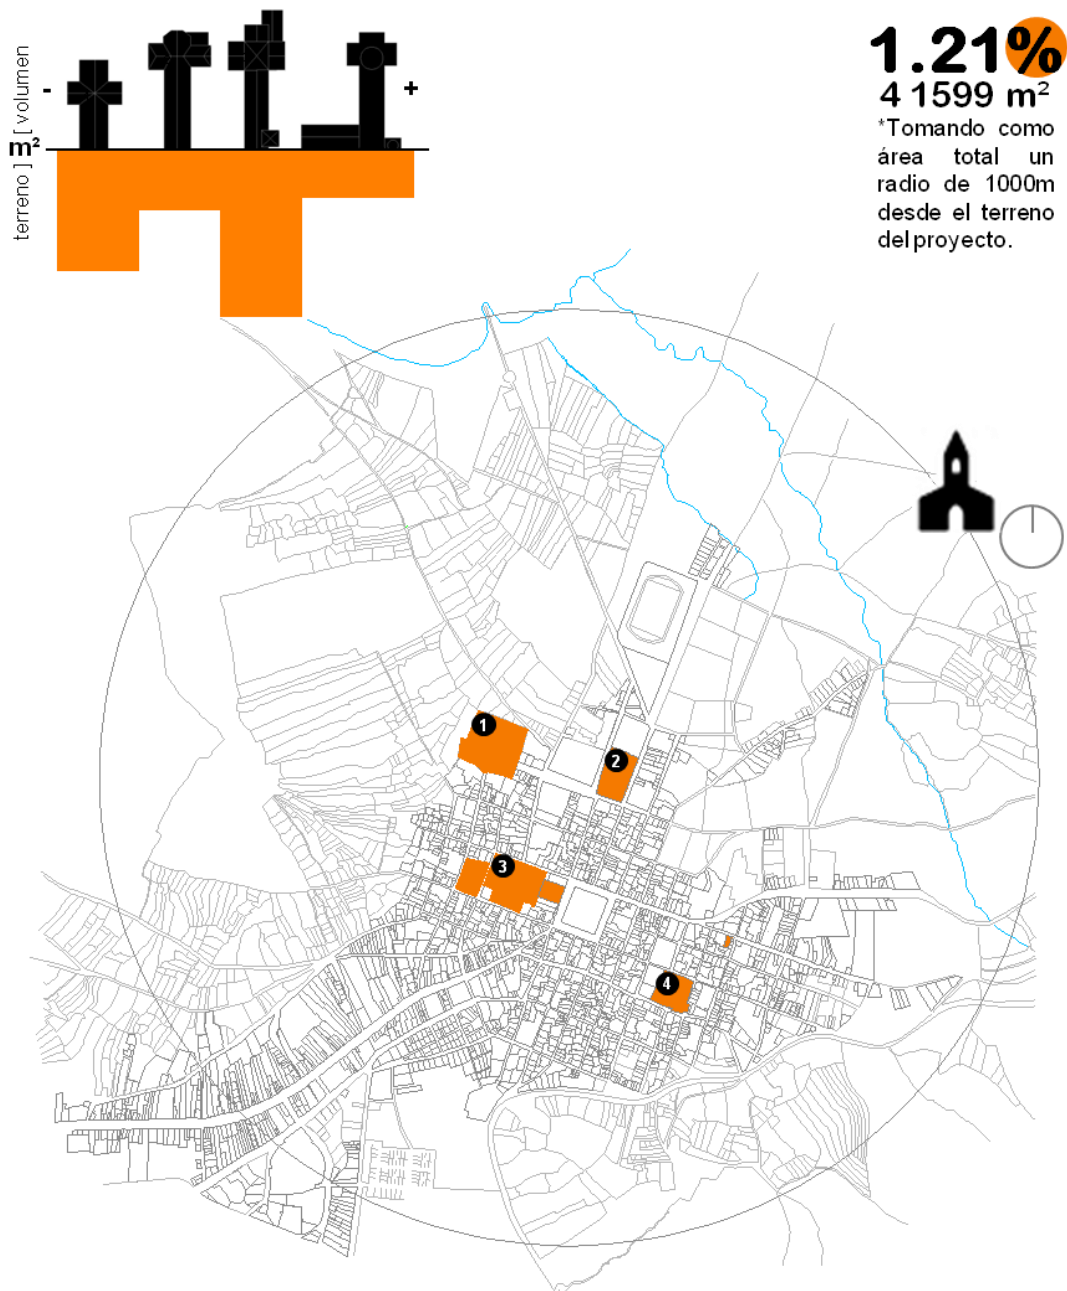 1.21%
4 1599 m²
*Tomando como
área total un
radio de 1000m
desde el terreno
del proyecto.
terreno ] [ volumen
-
+
m²
1
2
3
4